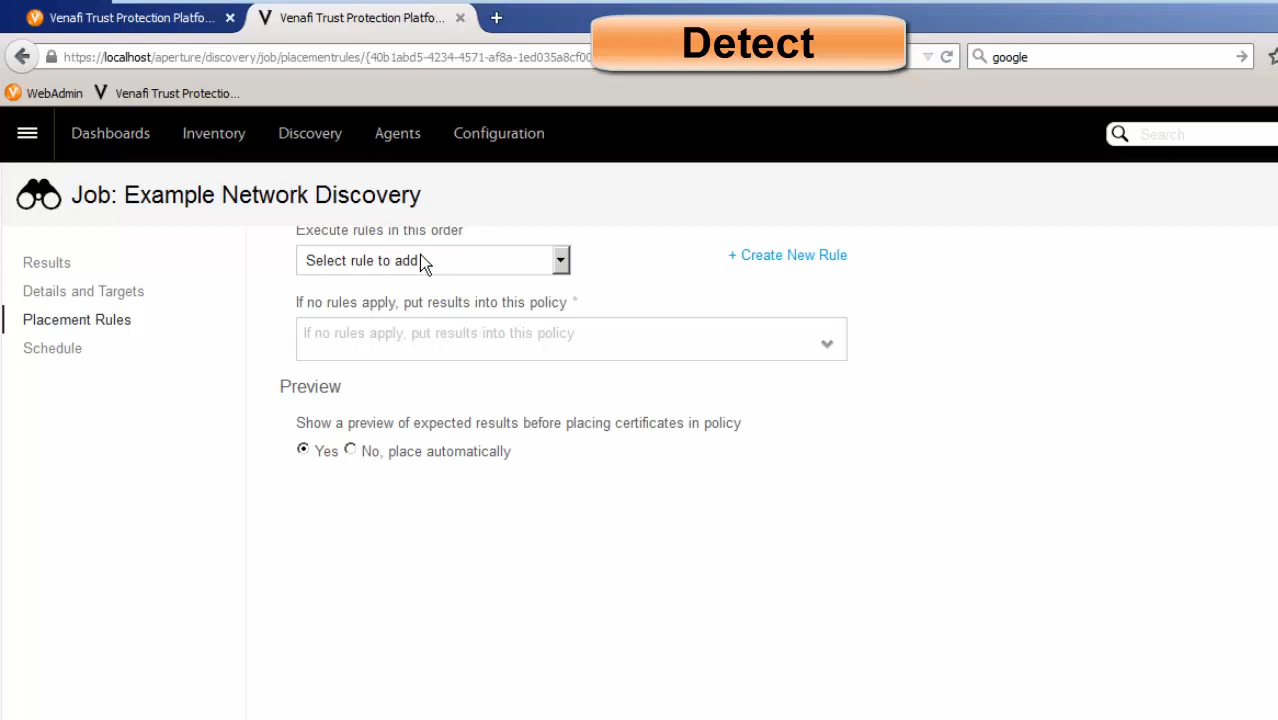 Venafi Trust Protection Platfo...
Venafi Trust Protection Platfo...
Detect
https://localhost/aperture/discovery/job/placementrules/{40b1abd5-4234-4571-af8a-1ed035a8cf00
google
WebAdmin
Venafi Trust Protectio...
Dashboards
Inventory
Discovery
Agents
Configuration
Search
Job: Example Network Discovery
Results
Details and Targets
Placement Rules
Schedule
Execute rules in this order
Select rule to add
+ Create New Rule
If no rules apply, put results into this policy *
If no rules apply, put results into this policy
Preview
Show a preview of expected results before placing certificates in policy
Yes No, place automatically